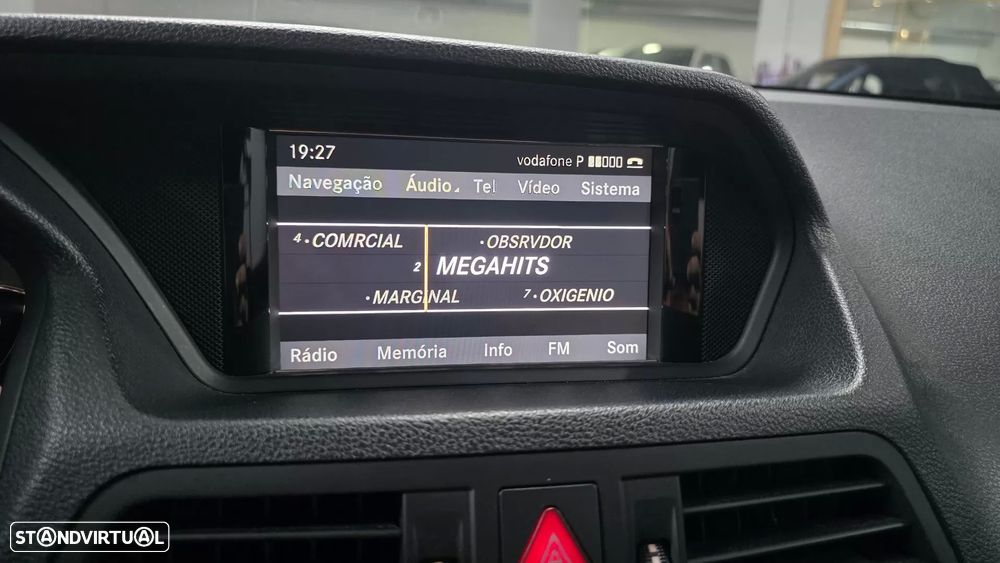 19:27 vodafone P
Navegação Áudio Tel Vídeo Sistema
4 · COMRCIAL · OBSRVDOR
2 MEGAHITS
· MARGINAL 7 · OXIGENIO
Rádio Memória Info FM Som
STANDVIRTUAL